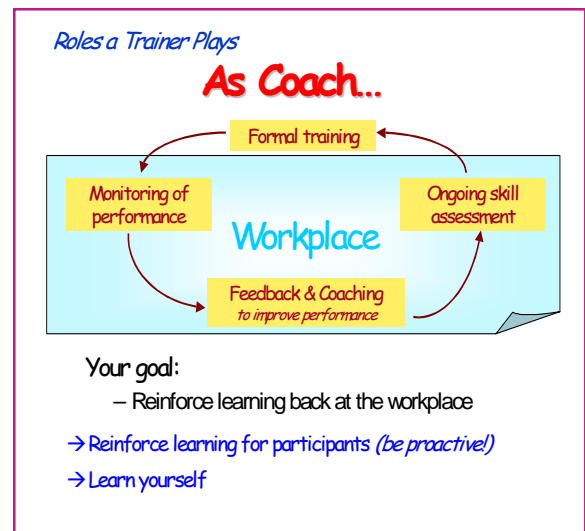 Roles a Trainer Plays
As Coach...
Formal training
Monitoring of
performance
Ongoing skill
assessment
Workplace
Feedback & Coaching
to improve performance
Your goal:
– Reinforce learning back at the workplace
→ Reinforce learning for participants (be proactive!)
→ Learn yourself